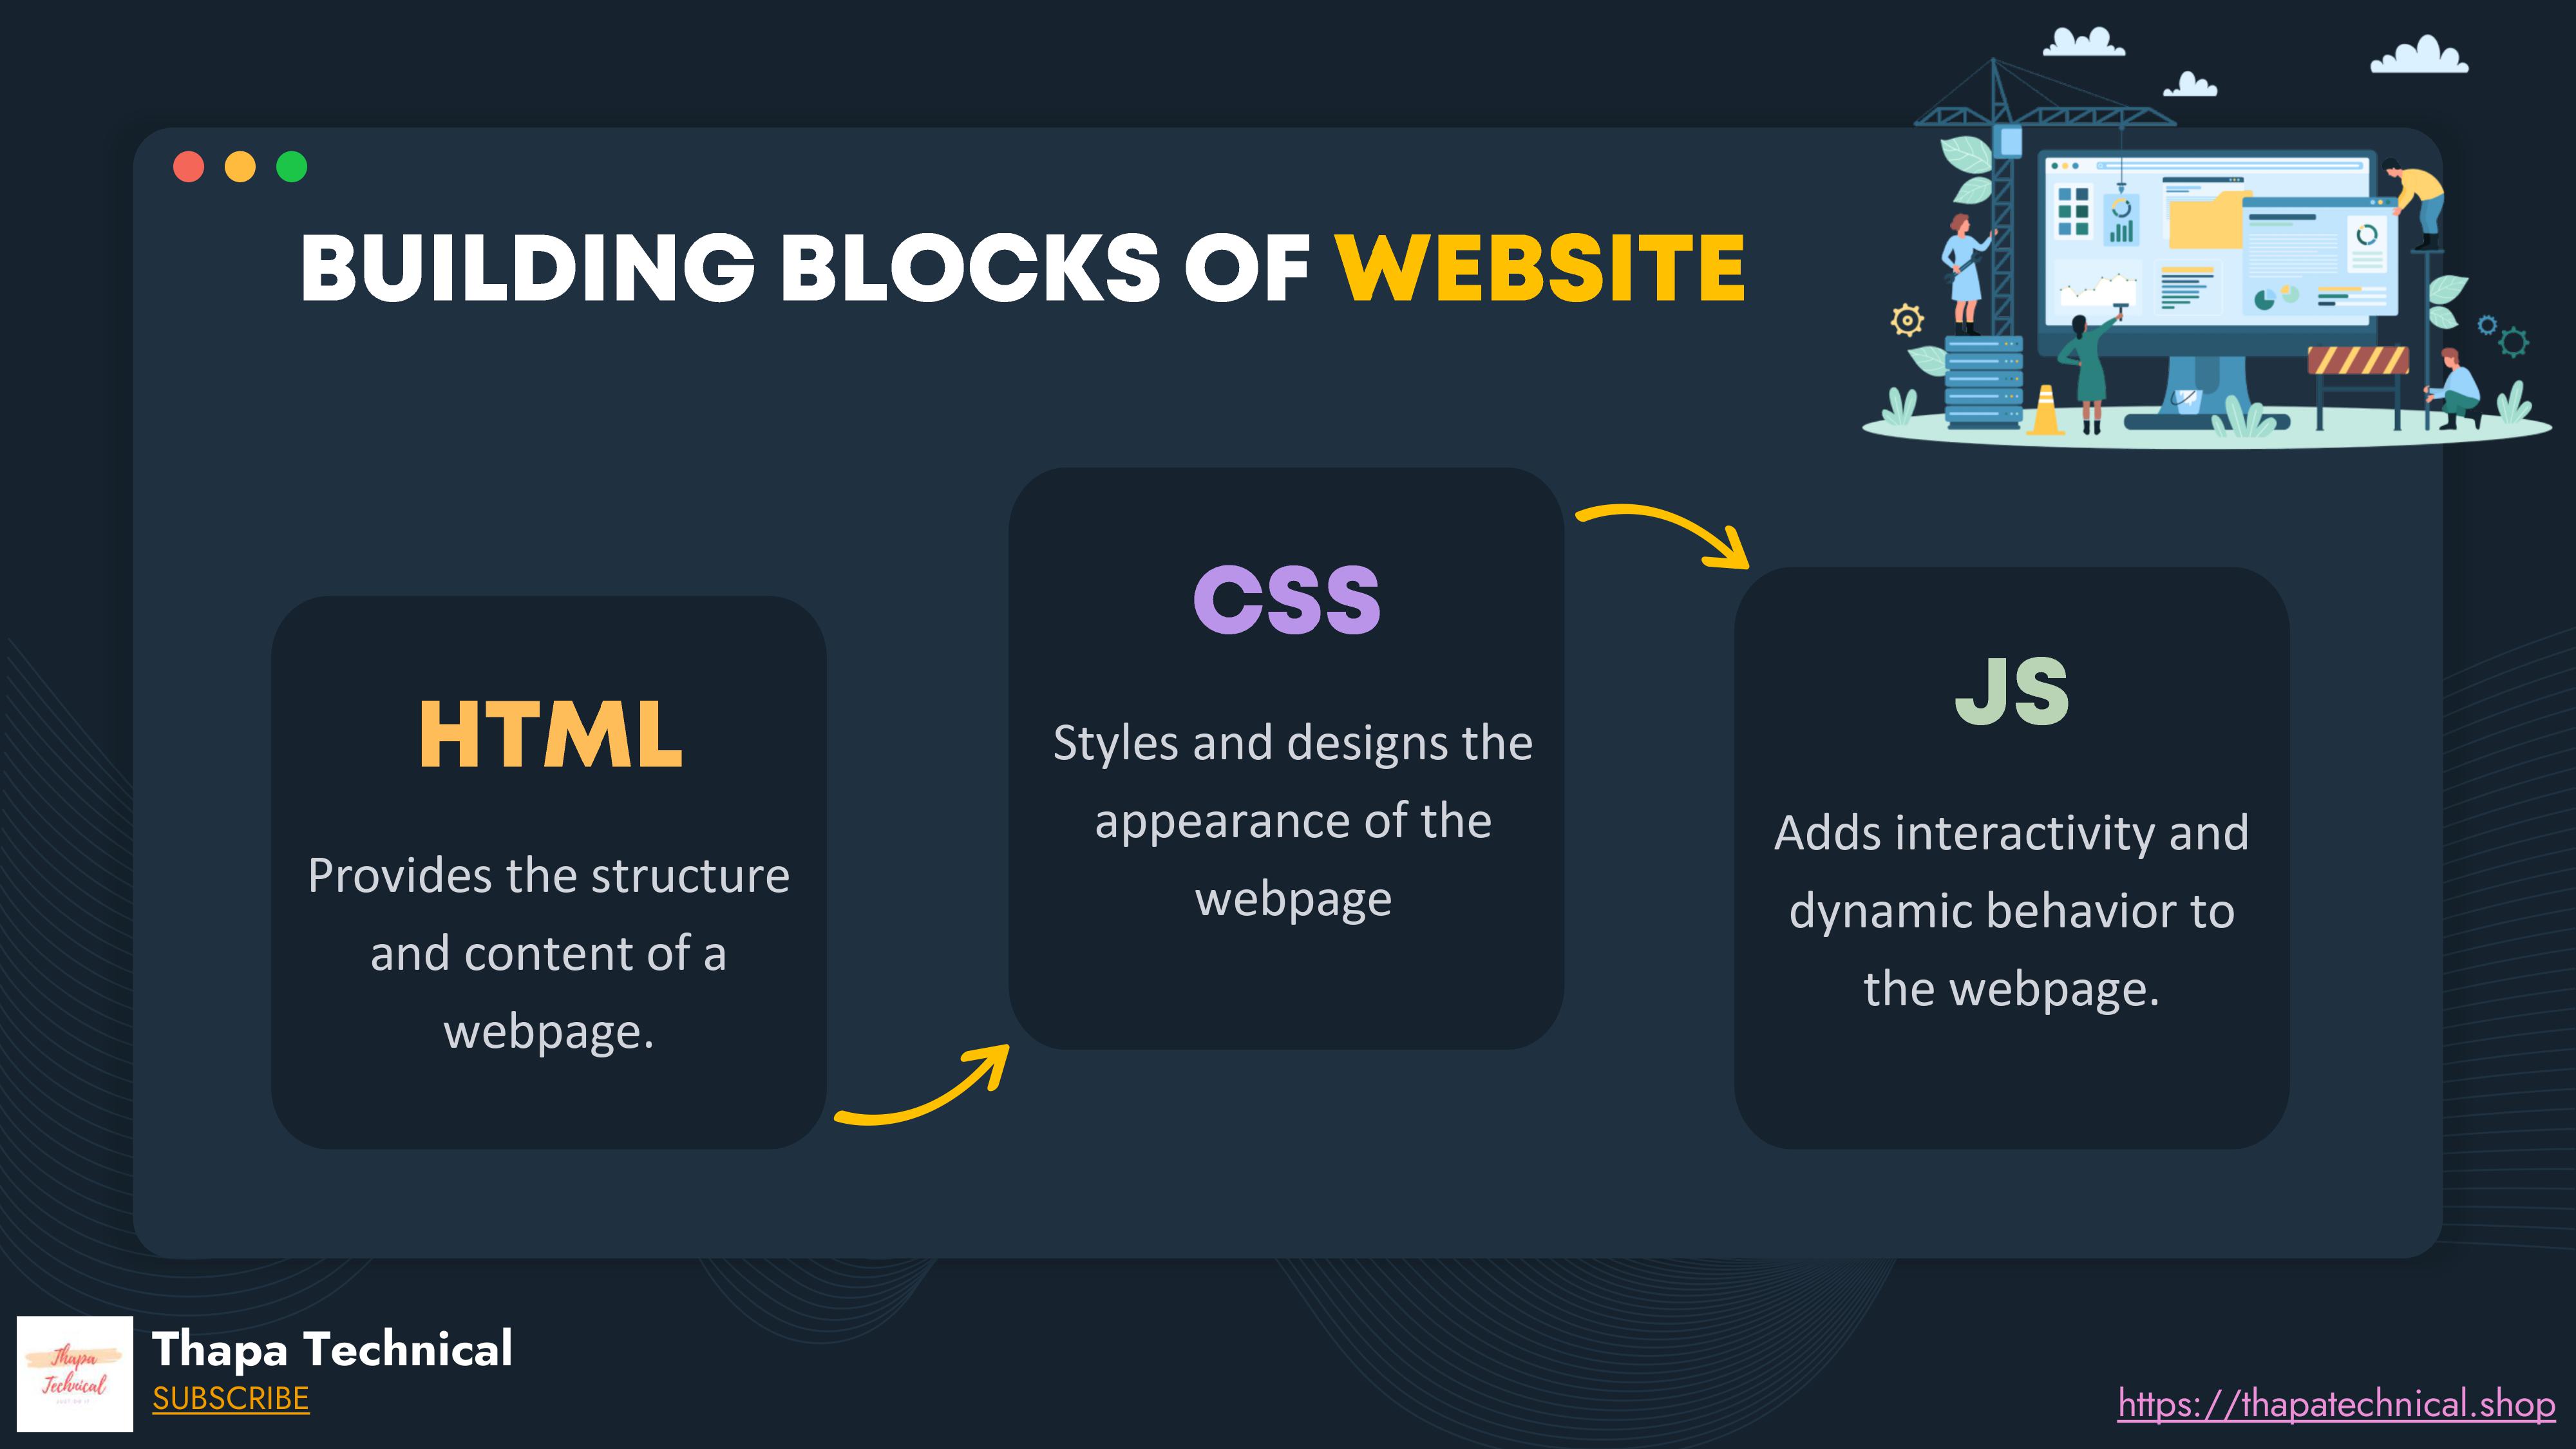 BUILDING BLOCKS OF WEBSITE
HTML
Provides the structure
and content of a
webpage.
CSS
Styles and designs the
appearance of the
webpage
JS
Adds interactivity and
dynamic behavior to
the webpage.
Thapa
Technical
Thapa Technical
SUBSCRIBE
https://thapatechnical.shop